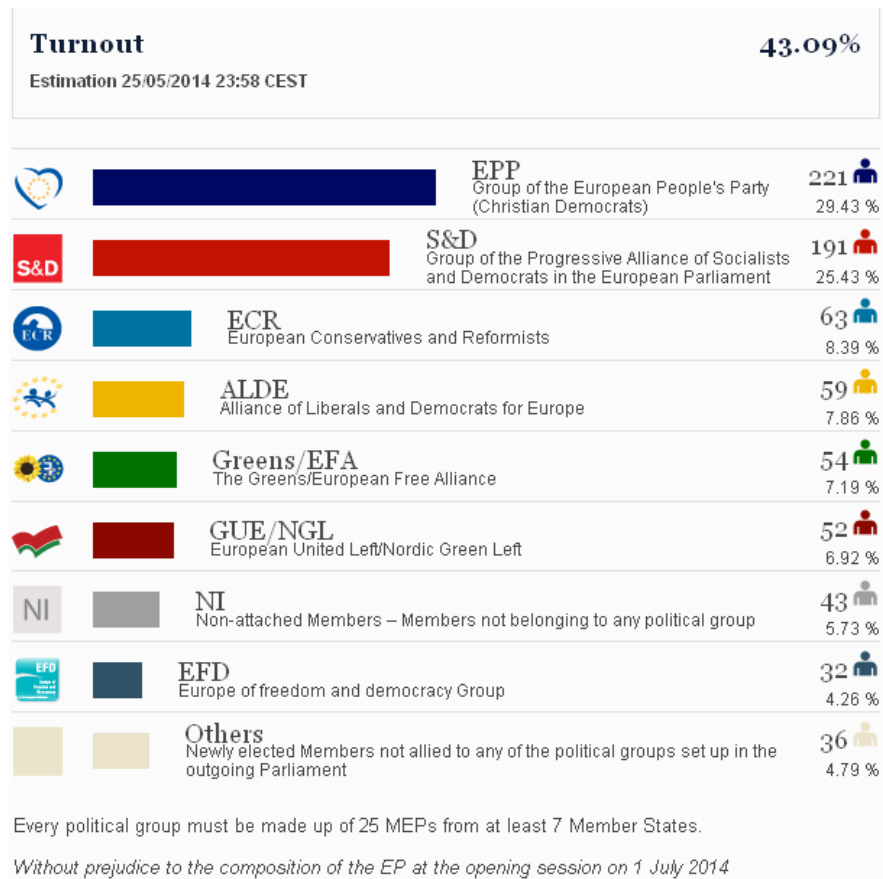 Turnout 43.09%
Estimation 25/05/2014 23:58 CEST
EPP
Group of the European People's Party
(Christian Democrats)
221
29.43 %
S&D
S&D
Group of the Progressive Alliance of Socialists
and Democrats in the European Parliament
191
25.43 %
ECR
ECR
European Conservatives and Reformists
63
8.39 %
ALDE
Alliance of Liberals and Democrats for Europe
59
7.86 %
Greens/EFA
The Greens/European Free Alliance
54
7.19 %
GUE/NGL
European United Left/Nordic Green Left
52
6.92 %
NI
NI
Non-attached Members – Members not belonging to any political group
43
5.73 %
EFD
EFD
Europe of freedom and democracy Group
32
4.26 %
Others
Newly elected Members not allied to any of the political groups set up in the
outgoing Parliament
36
4.79 %
Every political group must be made up of 25 MEPs from at least 7 Member States.
Without prejudice to the composition of the EP at the opening session on 1 July 2014